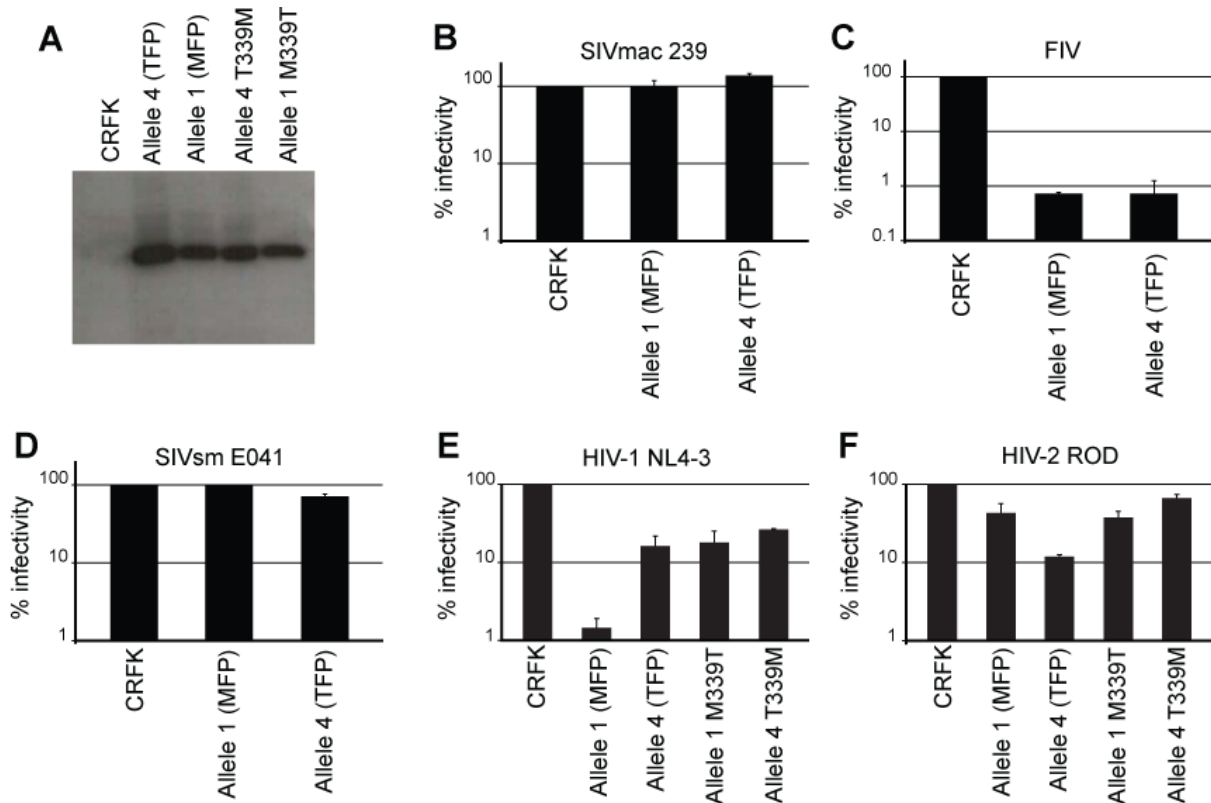 A
CRFK
Allele 4 (TFP)
Allele 1 (MFP)
Allele 4 T339M
Allele 1 M339T
B
SIVmac 239
% infectivity
100
10
1
CRFK
Allele 1 (MFP)
Allele 4 (TFP)
C
FIV
% infectivity
100
10
1
0.1
CRFK
Allele 1 (MFP)
Allele 4 (TFP)
D
SIVsm E041
% infectivity
100
10
1
CRFK
Allele 1 (MFP)
Allele 4 (TFP)
E
HIV-1 NL4-3
% infectivity
100
10
1
CRFK
Allele 1 (MFP)
Allele 4 (TFP)
Allele 1 M339T
Allele 4 T339M
F
HIV-2 ROD
% infectivity
100
10
1
CRFK
Allele 1 (MFP)
Allele 4 (TFP)
Allele 1 M339T
Allele 4 T339M